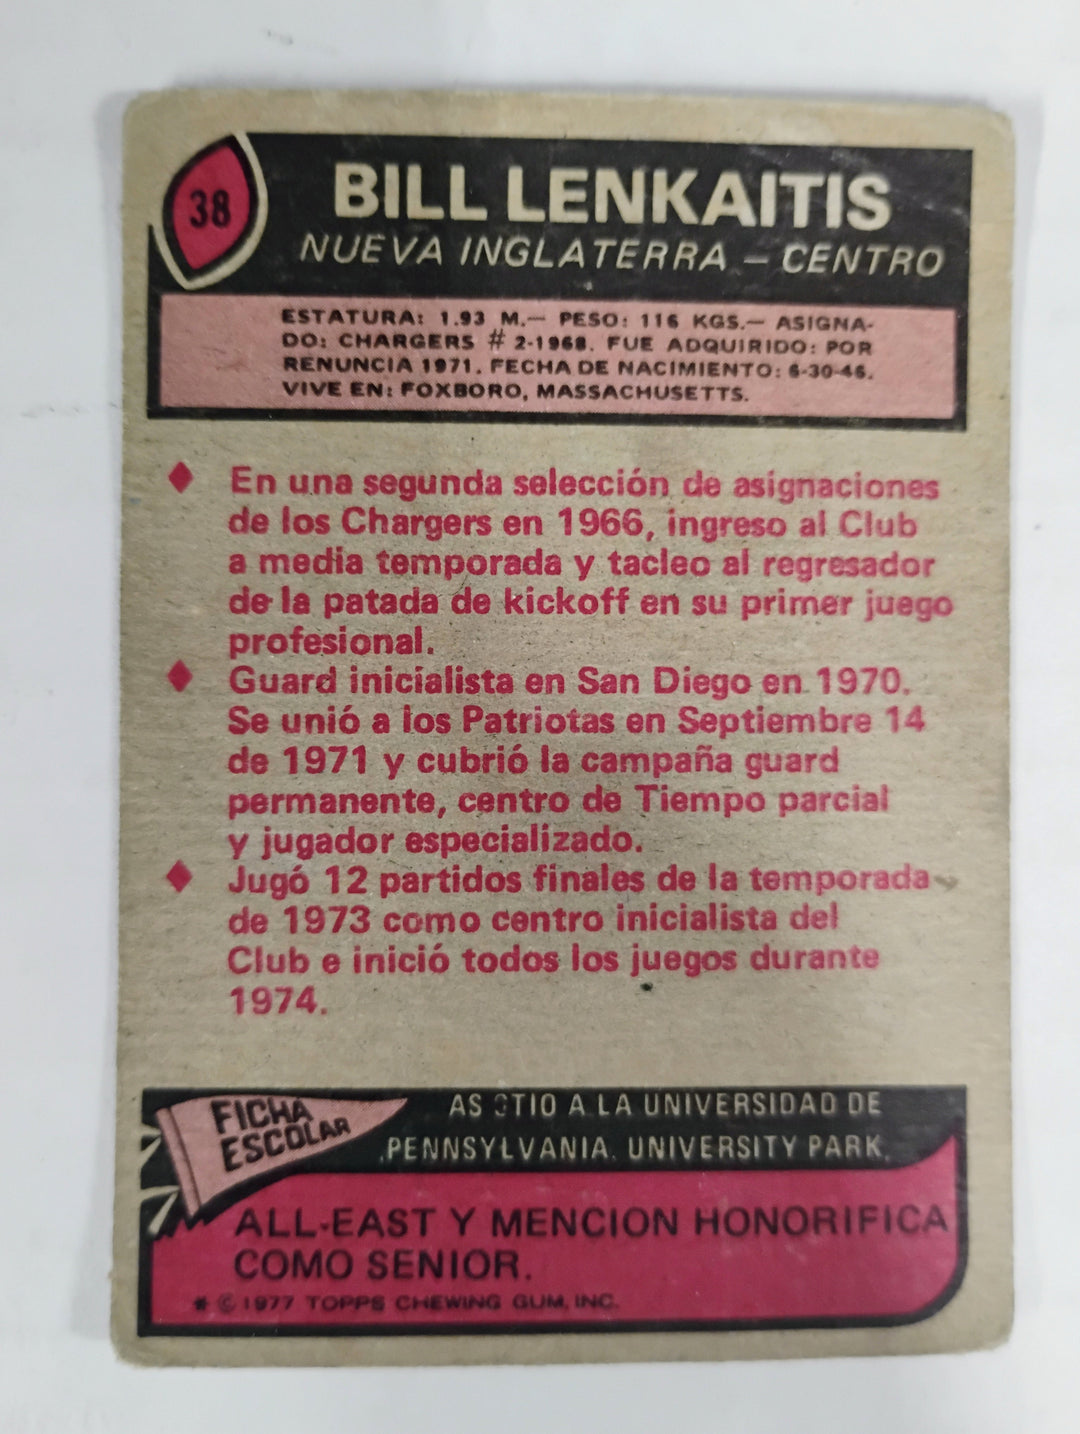 38
BILL LENKAITIS
NUEVA INGLATERRA – CENTRO
ESTATURA: 1.93 M.— PESO: 116 KGS.— ASIGNA-
DO: CHARGERS # 2-1968. FUE ADQUIRIDO: POR
RENUNCIA 1971. FECHA DE NACIMIENTO: 6-30-46.
VIVE EN: FOXBORO, MASSACHUSETTS.
♦ En una segunda selección de asignaciones
de los Chargers en 1966, ingreso al Club
a media temporada y tacleo al regresador
de la patada de kickoff en su primer juego
profesional.
♦ Guard inicialista en San Diego en 1970.
Se unió a los Patriotas en Septiembre 14
de 1971 y cubrió la campaña guard
permanente, centro de Tiempo parcial
y jugador especializado.
♦ Jugó 12 partidos finales de la temporada
de 1973 como centro inicialista del
Club e inició todos los juegos durante
1974.
FICHA
ESCOLAR
ASISTIO A LA UNIVERSIDAD DE
PENNSYLVANIA. UNIVERSITY PARK.
ALL-EAST Y MENCION HONORIFICA
COMO SENIOR.
* © 1977 TOPPS CHEWING GUM, INC.